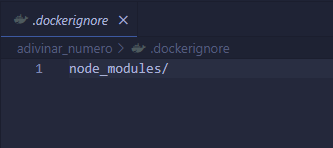 .dockerignore
adivinar_numero > .dockerignore
1 node_modules/